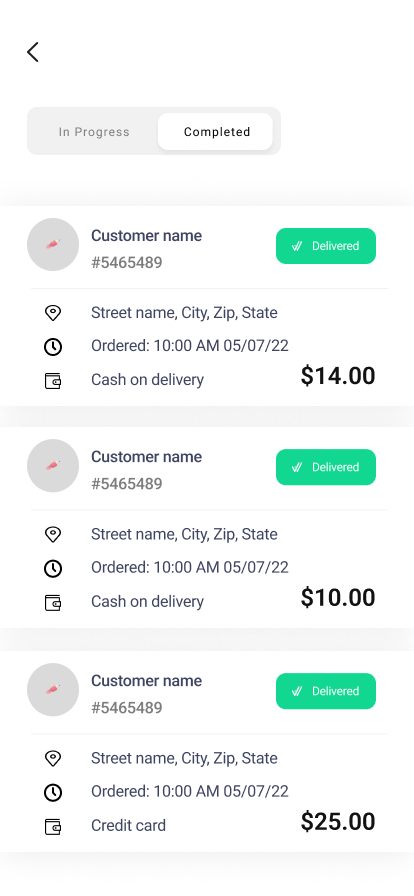 In Progress
Completed
Customer name
#5465489
Delivered
Street name, City, Zip, State
Ordered: 10:00 AM 05/07/22
Cash on delivery
$14.00
Customer name
#5465489
Delivered
Street name, City, Zip, State
Ordered: 10:00 AM 05/07/22
Cash on delivery
$10.00
Customer name
#5465489
Delivered
Street name, City, Zip, State
Ordered: 10:00 AM 05/07/22
Credit card
$25.00